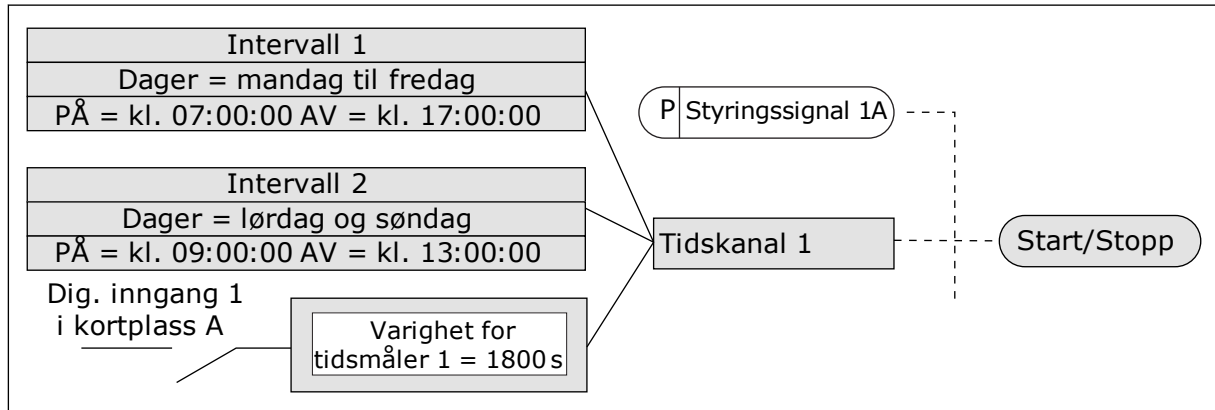 Intervall 1
Dager = mandag til fredag
PÅ = kl. 07:00:00 AV = kl. 17:00:00
P Styringssignal 1A
Intervall 2
Dager = lørdag og søndag
PÅ = kl. 09:00:00 AV = kl. 13:00:00
Tidskanal 1
Start/Stopp
Dig. inngang 1
i kortplass A
Varighet for
tidsmåler 1 = 1800 s